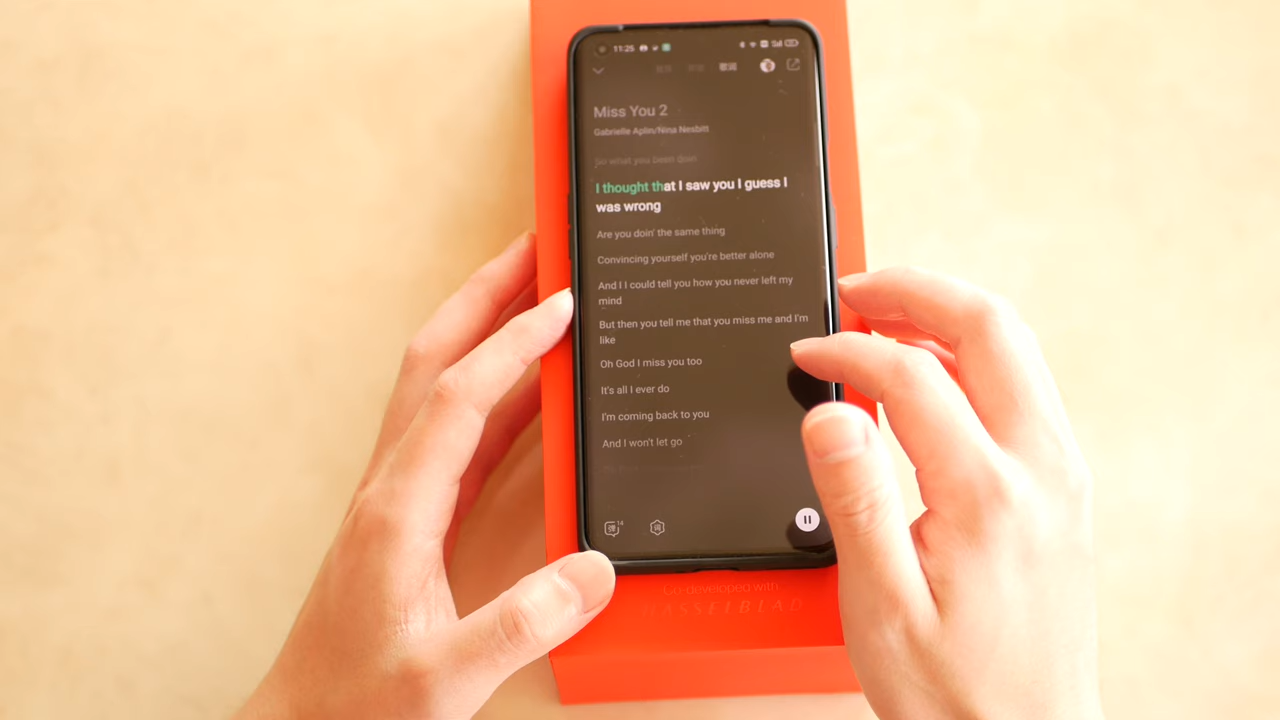 11:25
歌词
Miss You 2
Gabrielle Aplin/Nina Nesbitt
So what you been doin'
I thought that I saw you I guess I
was wrong
Are you doin' the same thing
Convincing yourself you're better alone
And I I could tell you how you never left my
mind
But then you tell me that you miss me and I'm
like
Oh God I miss you too
It's all I ever do
I'm coming back to you
And I won't let go
弹 14
词
Co-developed with
HASSELBLAD